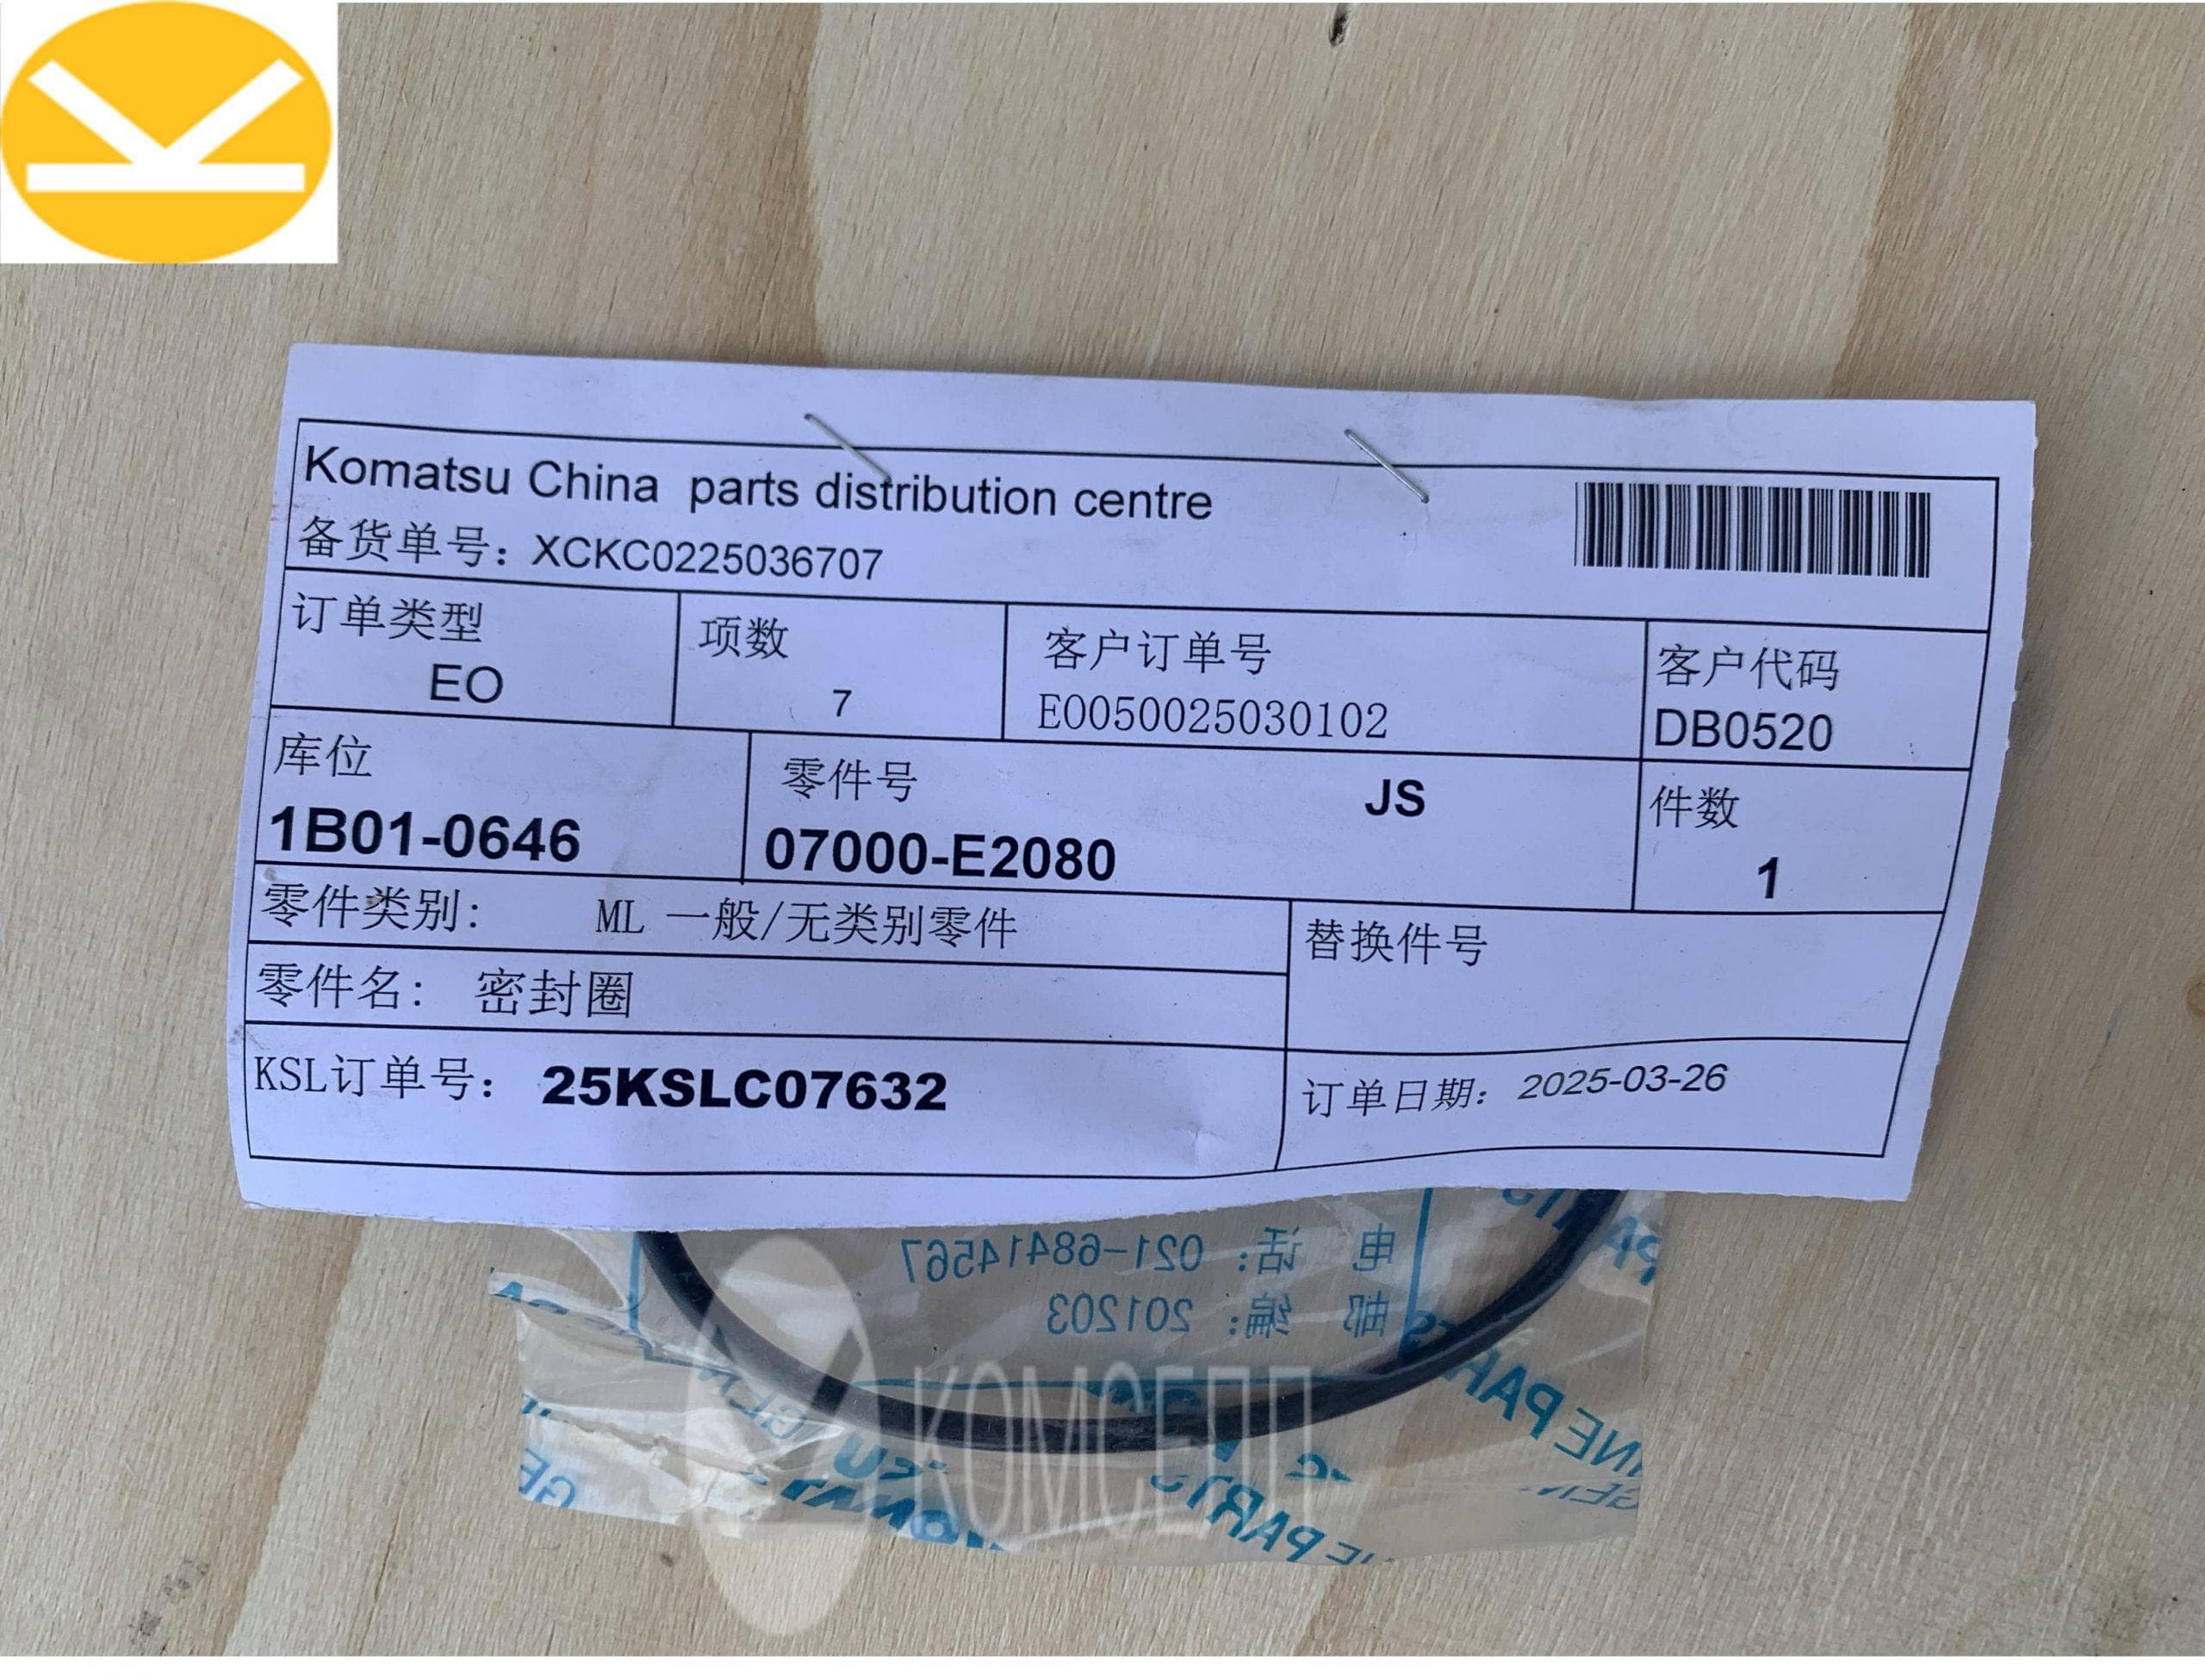 Komatsu China parts distribution centre
备货单号：XCKC0225036707
订单类型
EO
项数
7
客户订单号
E0050025030102
客户代码
DB0520
库位
1B01-0646
零件号
JS
07000-E2080
件数
1
零件类别： ML 一般/无类别零件
替换件号
零件名： 密封圈
KSL订单号： 25KSLC07632
订单日期：2025-03-26
电 话：021-68414567
邮 编：201203
PARTS
INE PARTS